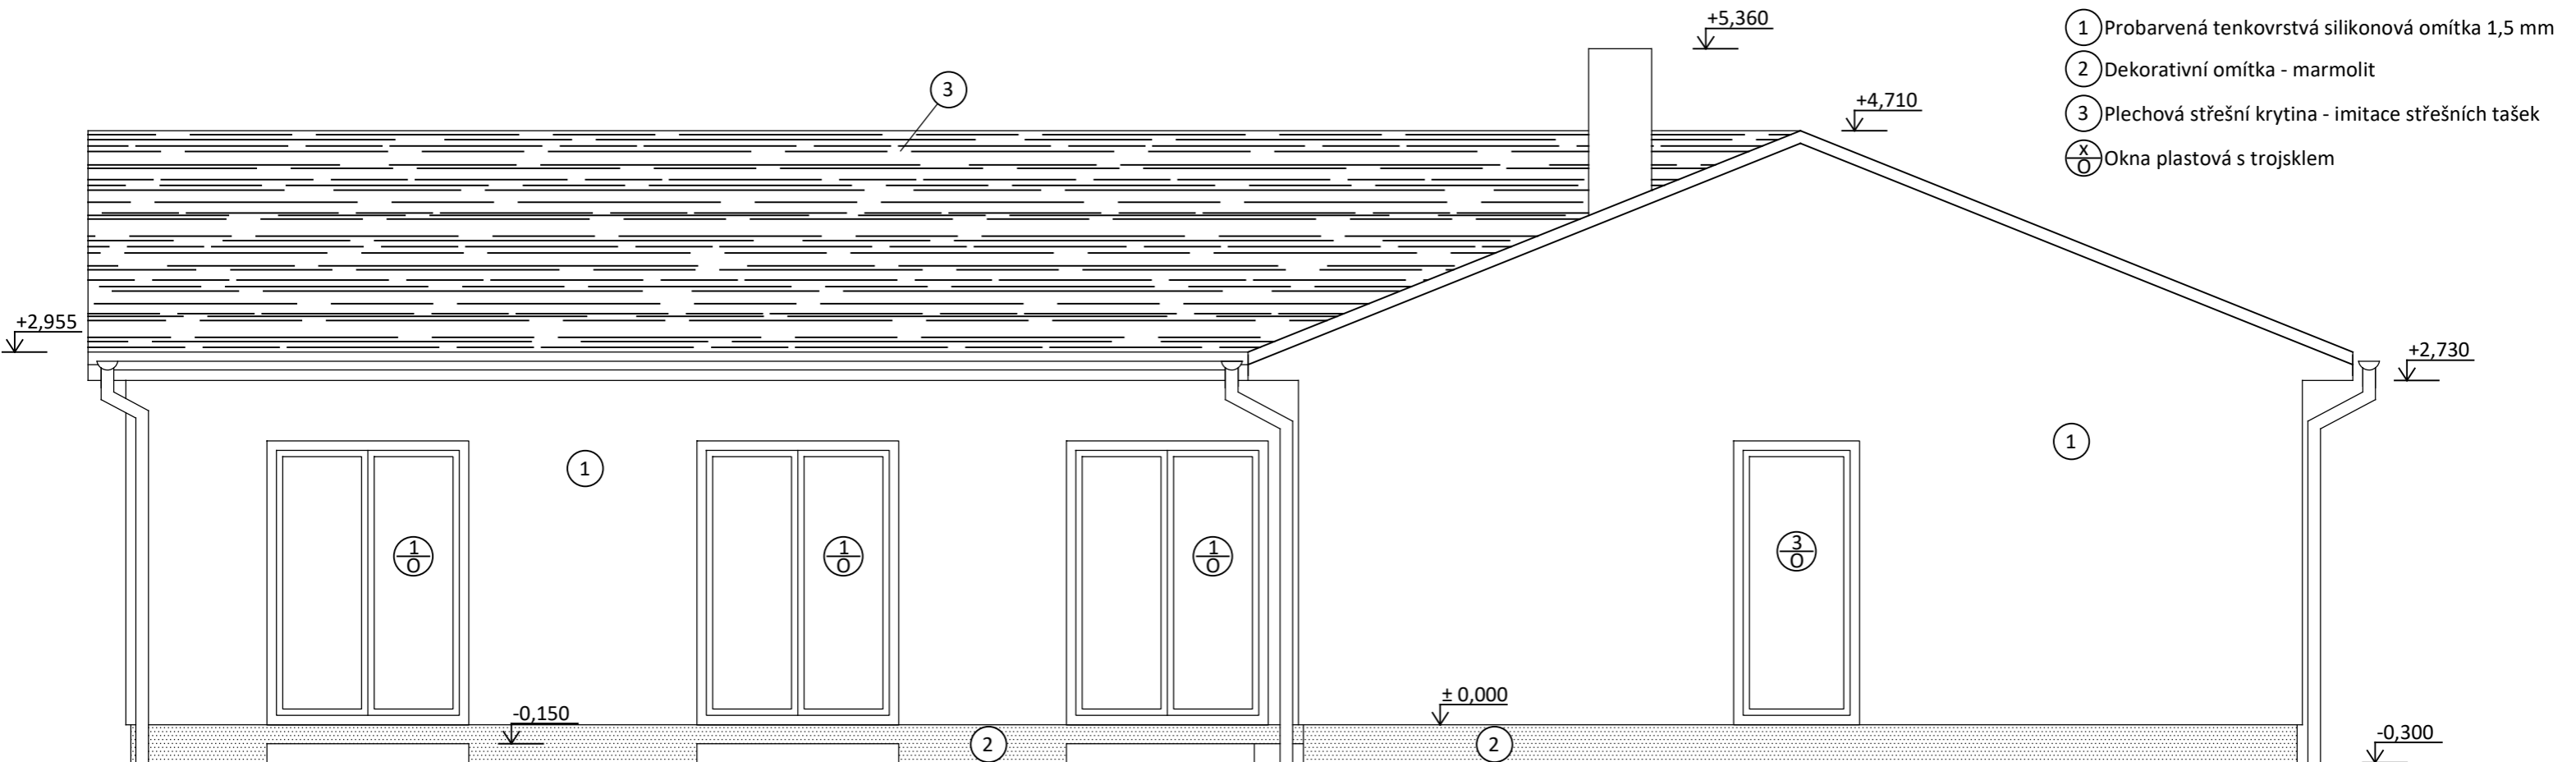 +5,360
1 Probarvená tenkovrstvá silikonová omítka 1,5 mm
2 Dekorativní omítka - marmolit
3
+4,710
3 Plechová střešní krytina - imitace střešních tašek
x
O Okna plastová s trojsklem
+2,955
+2,730
1
1
1
O
1
O
1
O
3
O
± 0,000
-0,150
2
2
-0,300